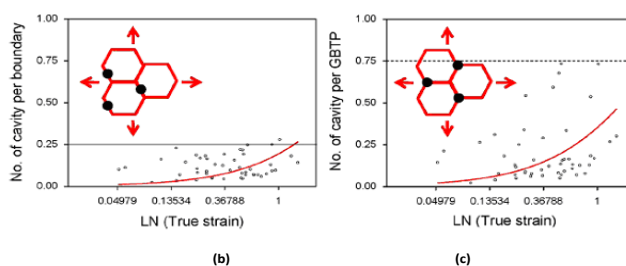 No. of cavity per boundary
1.00
0.75
0.50
0.25
0.00
0.04979 0.13534 0.36788 1
LN (True strain)
(b)
No. of cavity per GBTP
1.00
0.75
0.50
0.25
0.00
0.04979 0.13534 0.36788 1
LN (True strain)
(c)